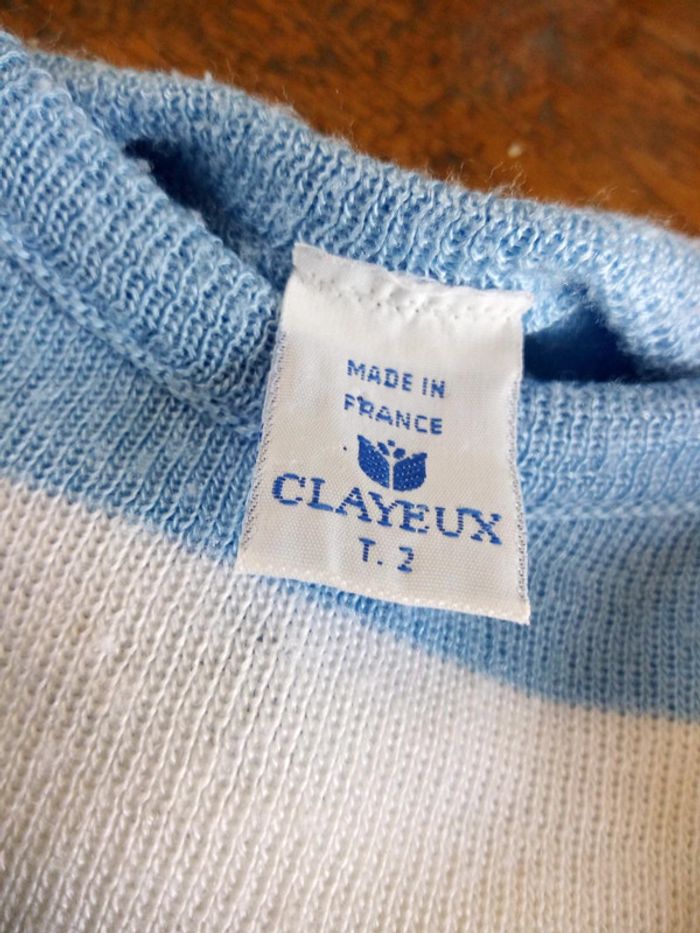 MADE IN
FRANCE
CLAYEUX
T. 2